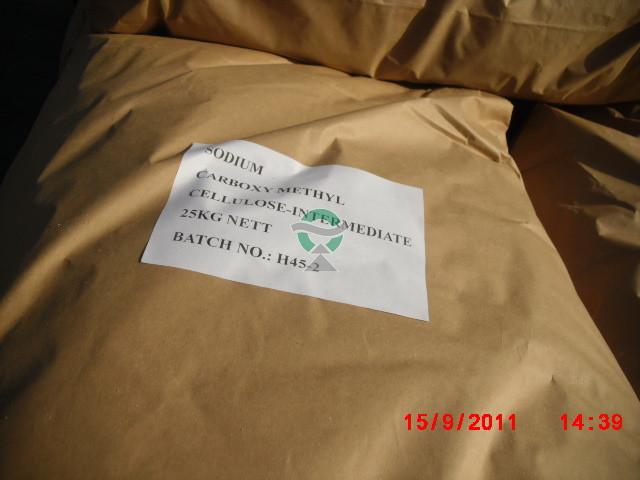 SODIUM
CARBOXY METHYL
CELLULOSE-INTERMEDIATE
25KG NETT
BATCH NO.: H45-2
15/9/2011 14:39